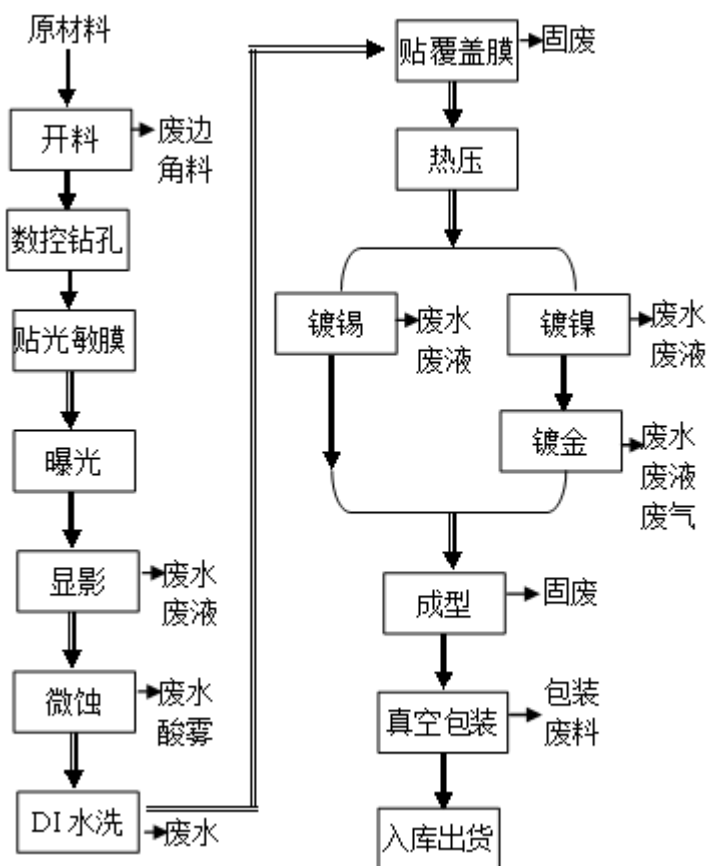 原材料
开料
废边
角料
数控钻孔
贴光敏膜
曝光
显影
废水
废液
微蚀
废水
酸雾
DI 水洗
废水
贴覆盖膜
固废
热压
镀锡
废水
废液
镀镍
废水
废液
镀金
废水
废液
废气
成型
固废
真空包装
包装
废料
入库出货